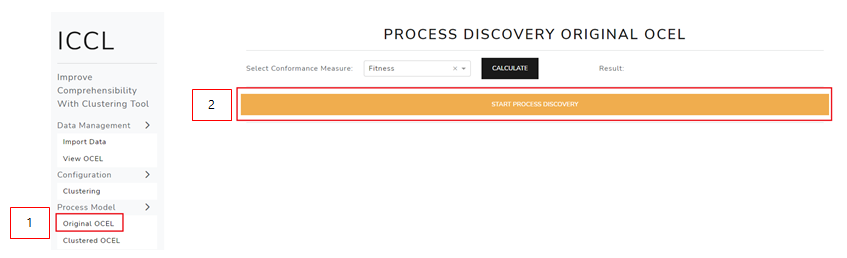 ICCL
Improve
Comprehensibility
With Clustering Tool
Data Management
Import Data
View OCEL
Configuration
Clustering
Process Model
1
Original OCEL
Clustered OCEL
PROCESS DISCOVERY ORIGINAL OCEL
Select Conformance Measure: Fitness CALCULATE Result:
2
START PROCESS DISCOVERY